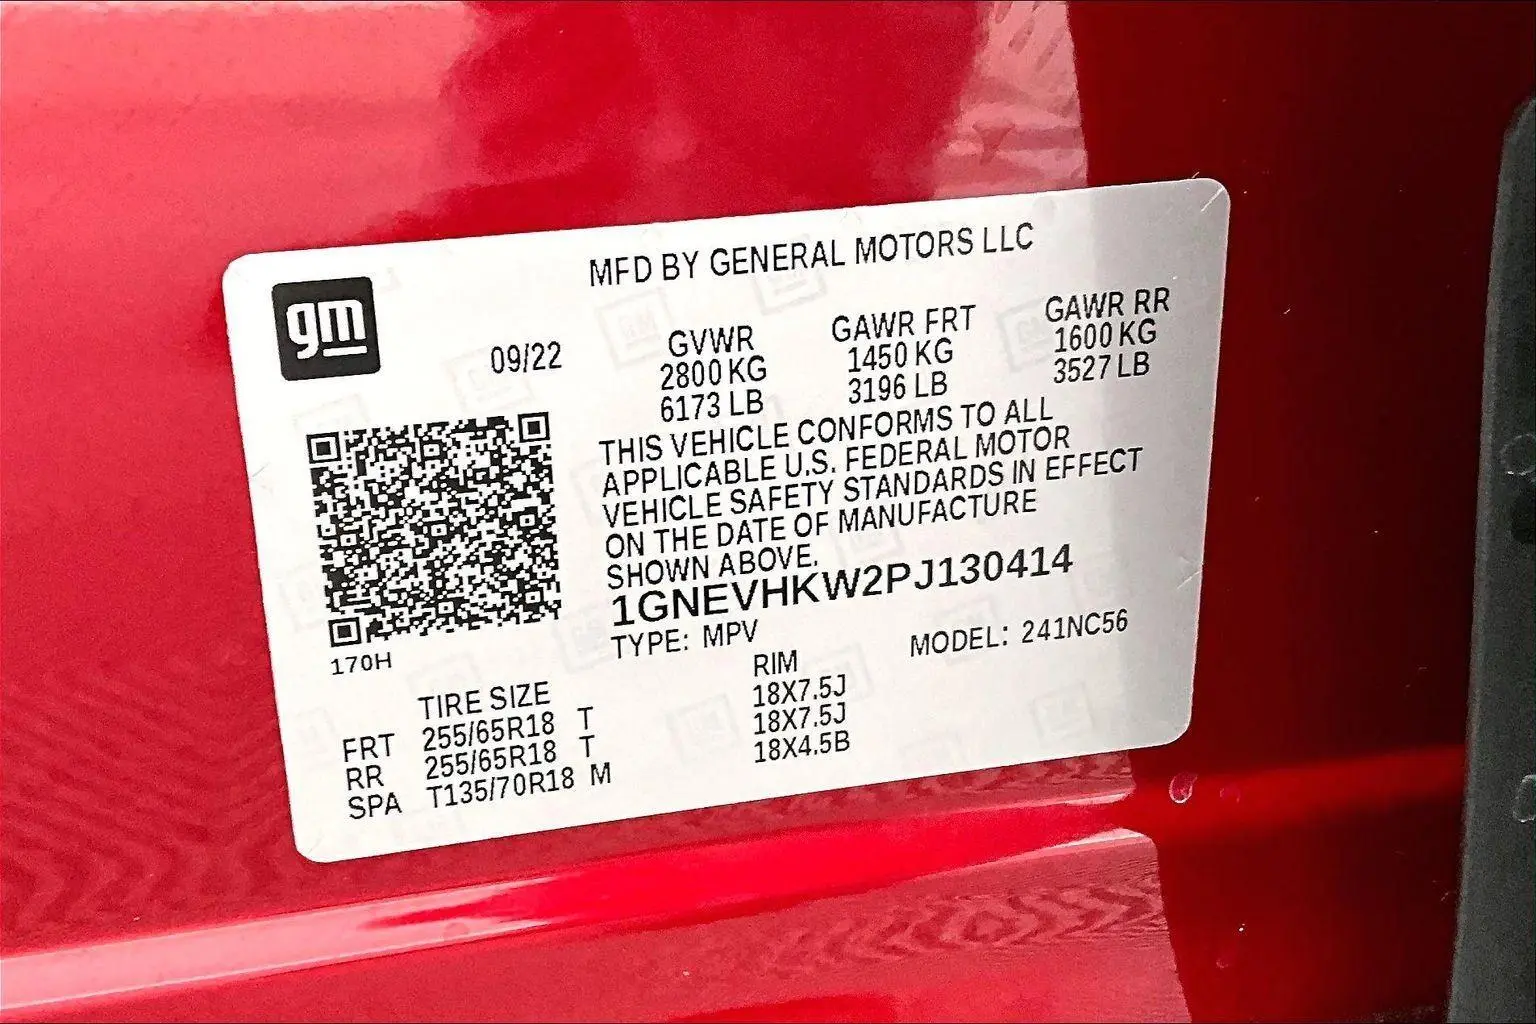 gm
MFD BY GENERAL MOTORS LLC
09/22 GVWR GAWR FRT GAWR RR
2800 KG 1450 KG 1600 KG
6173 LB 3196 LB 3527 LB
THIS VEHICLE CONFORMS TO ALL
APPLICABLE U.S. FEDERAL MOTOR
VEHICLE SAFETY STANDARDS IN EFFECT
ON THE DATE OF MANUFACTURE
SHOWN ABOVE.
1GNEVHKW2PJ130414
170H
TYPE: MPV MODEL: 241NC56
TIRE SIZE RIM
FRT 255/65R18 T 18X7.5J
RR 255/65R18 T 18X7.5J
SPA T135/70R18 M 18X4.5B